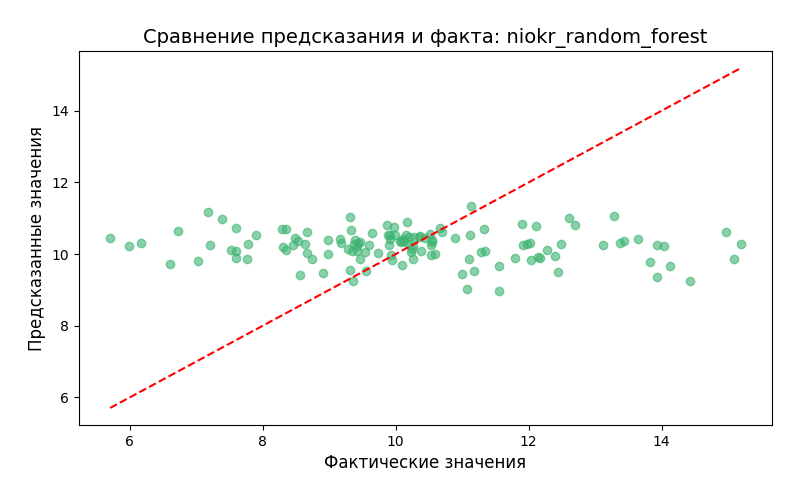 Сравнение предсказания и факта: niokr_random_forest
Предсказанные значения
14
12
10
8
6
6 8 10 12 14
Фактические значения